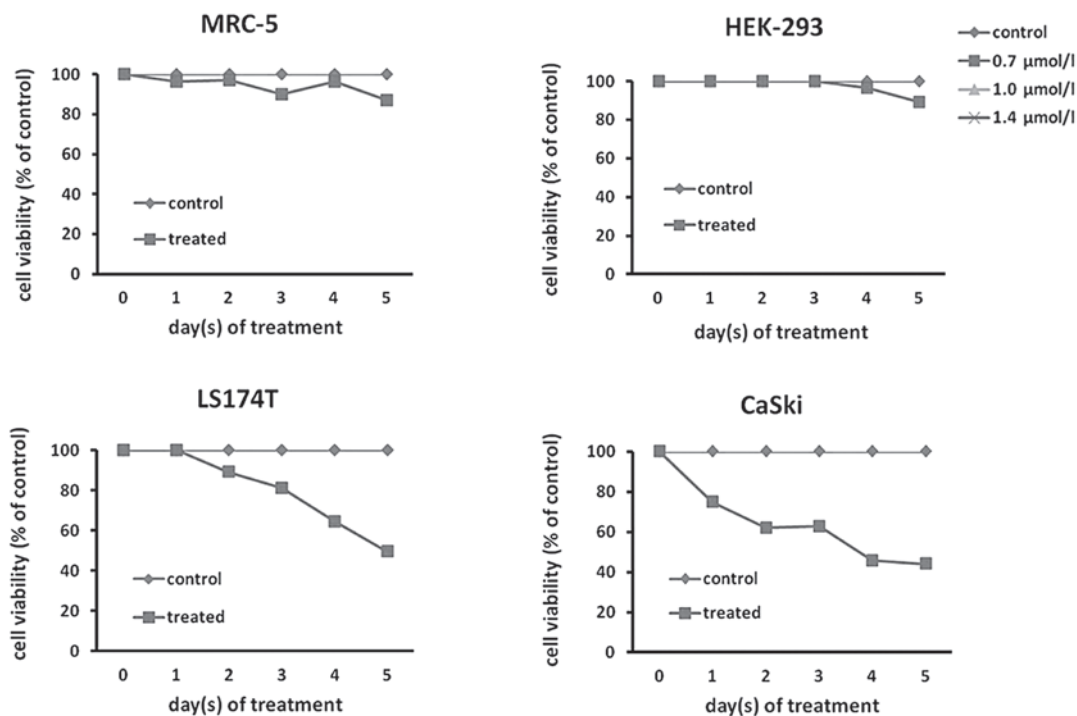 MRC-5
cell viability (% of control)
100
80
60
40
20
0
control
treated
0 1 2 3 4 5
day(s) of treatment
HEK-293
cell viability (% of control)
100
80
60
40
20
0
control
treated
0 1 2 3 4 5
day(s) of treatment
control
0.7 µmol/l
1.0 µmol/l
1.4 µmol/l
LS174T
cell viability (% of control)
100
80
60
40
20
0
control
treated
0 1 2 3 4 5
day(s) of treatment
CaSki
cell viability (% of control)
100
80
60
40
20
0
control
treated
0 1 2 3 4 5
day(s) of treatment